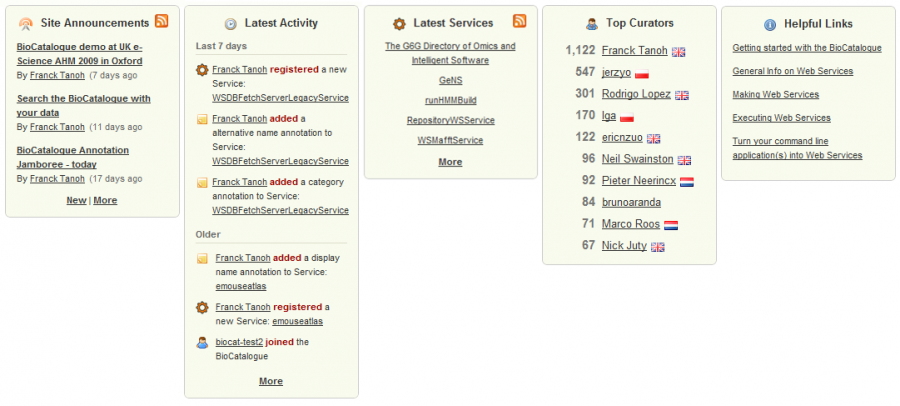 Site Announcements
BioCatalogue demo at UK e-
Science AHM 2009 in Oxford
By Franck Tanoh (7 days ago)
Search the BioCatalogue with
your data
By Franck Tanoh (11 days ago)
BioCatalogue Annotation
Jamboree - today
By Franck Tanoh (17 days ago)
New | More
Latest Activity
Last 7 days
Franck Tanoh registered a new
Service:
WSDBFetchServerLegacyService
Franck Tanoh added a
alternative name annotation to
Service:
WSDBFetchServerLegacyService
Franck Tanoh added a category
annotation to Service:
WSDBFetchServerLegacyService
Older
Franck Tanoh added a display
name annotation to Service:
emouseatlas
Franck Tanoh registered a
new Service: emouseatlas
biocat-test2 joined the
BioCatalogue
More
Latest Services
The G6G Directory of Omics and
Intelligent Software
GeNS
runHMMBuild
RepositoryWSService
WSMafftService
More
Top Curators
1,122 Franck Tanoh
547 jerzyo
301 Rodrigo Lopez
170 lga
122 ericnzuo
96 Neil Swainston
92 Pieter Neerincx
84 brunoaranda
71 Marco Roos
67 Nick Juty
Helpful Links
Getting started with the BioCatalogue
General Info on Web Services
Making Web Services
Executing Web Services
Turn your command line
application(s) into Web Services